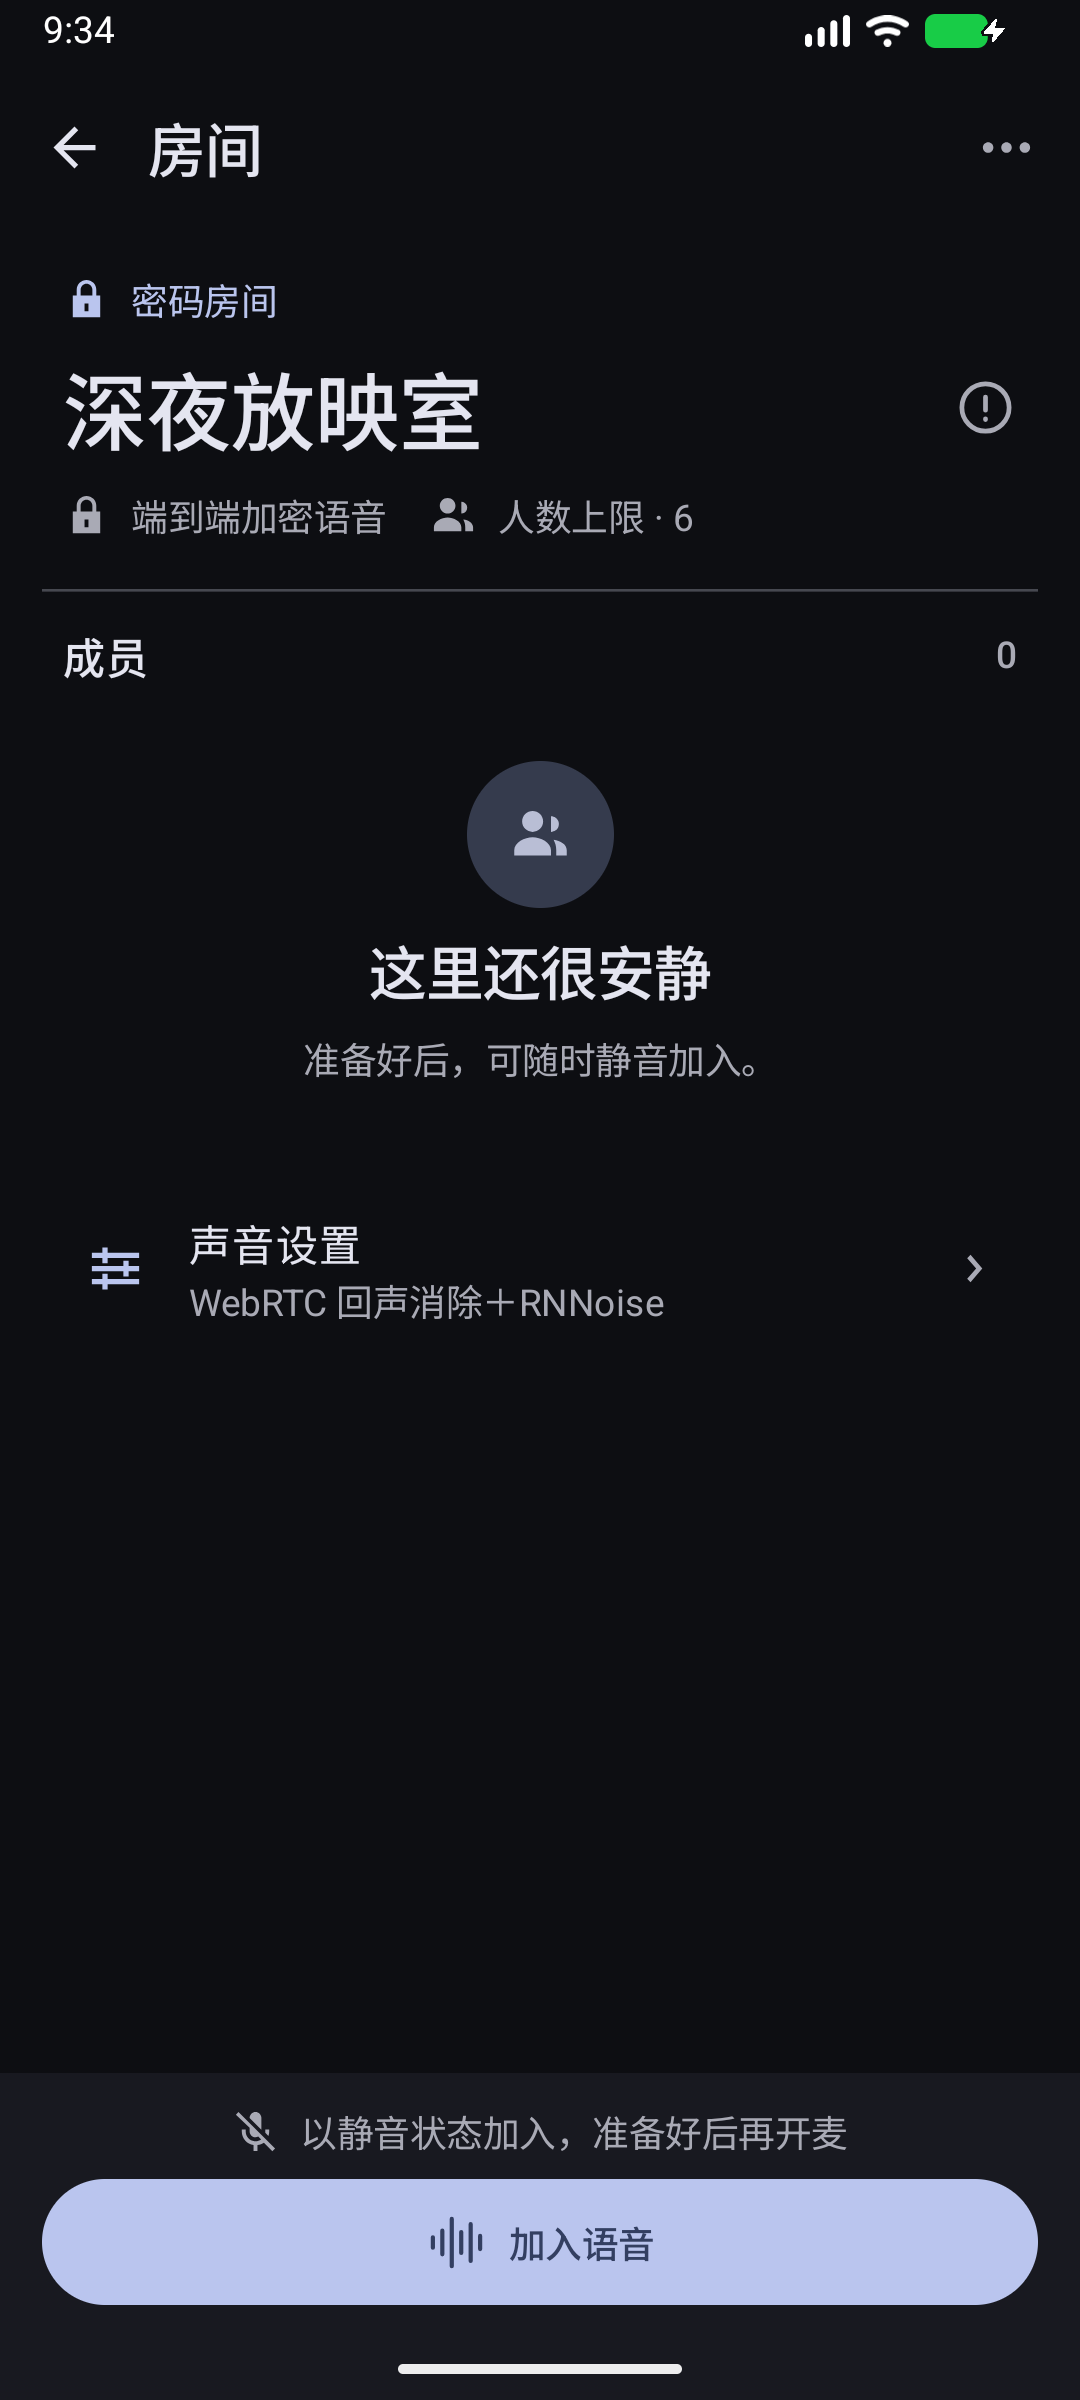 9:34
房间
密码房间
深夜放映室
端到端加密语音 人数上限 · 6
成员 0
这里还很安静
准备好后，可随时静音加入。
声音设置
WebRTC 回声消除＋RNNoise
以静音状态加入，准备好后再开麦
加入语音